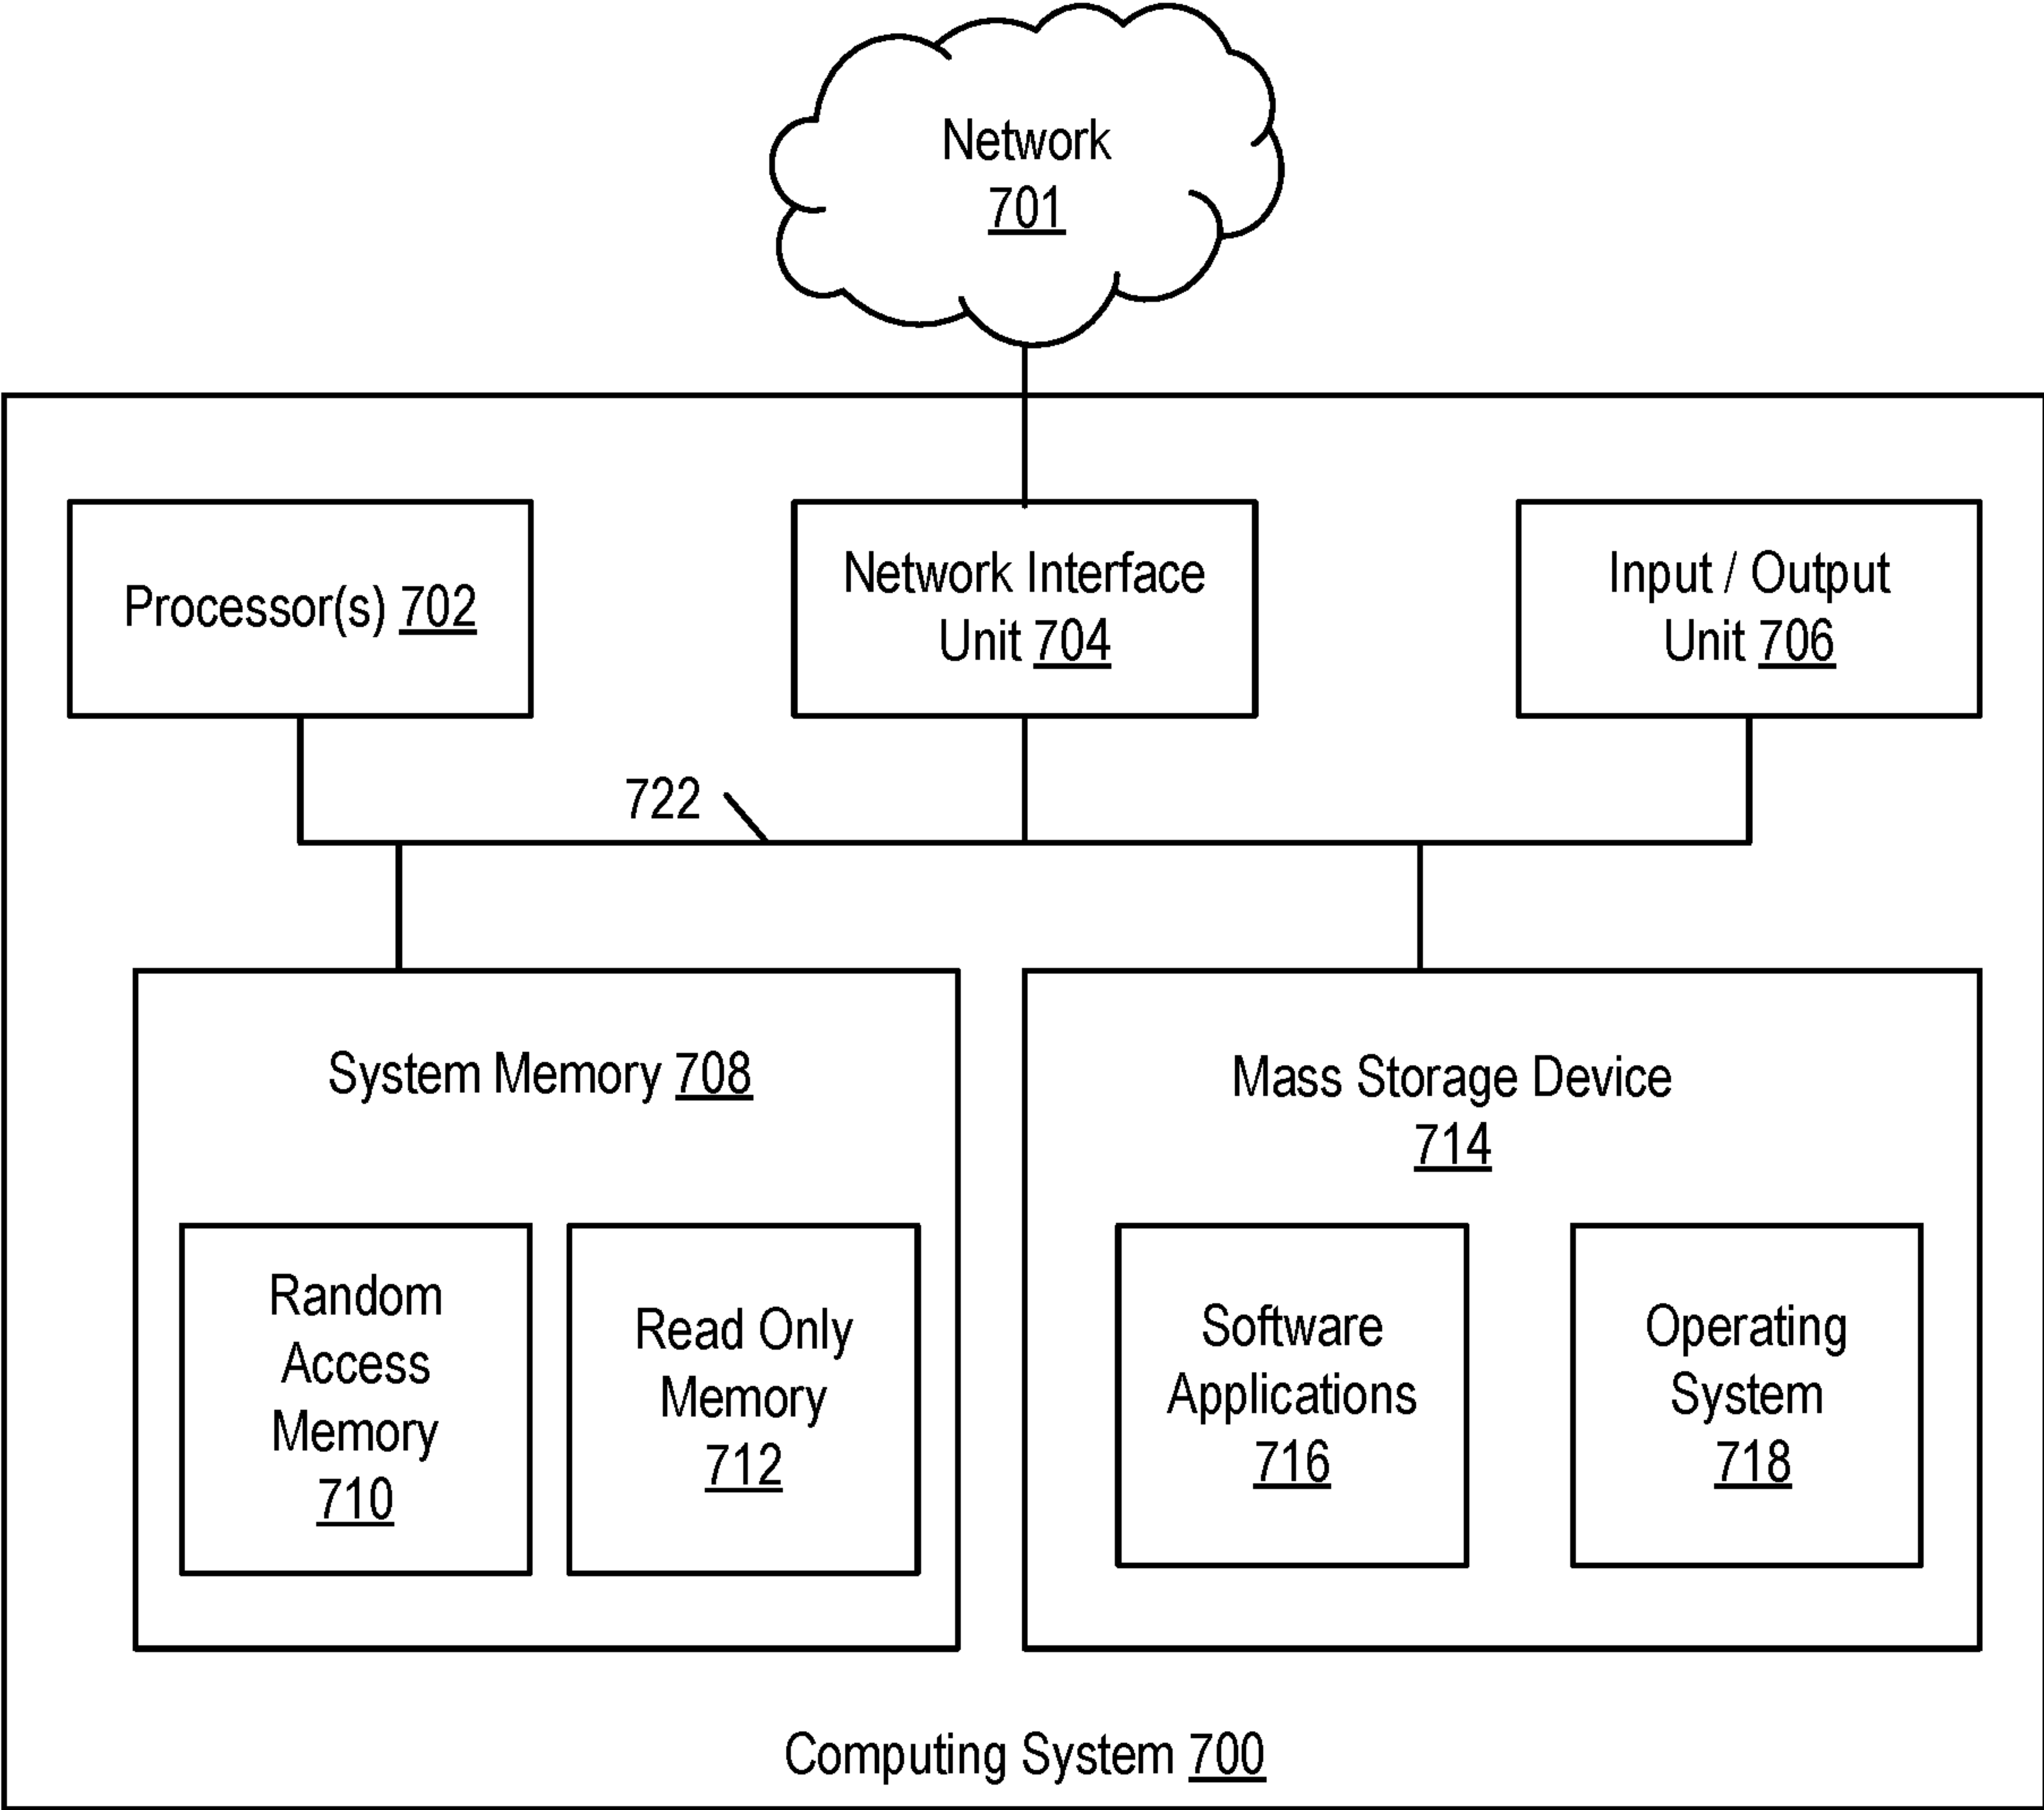 Network
701
Processor(s) 702
Network Interface
Unit 704
Input / Output
Unit 706
722
System Memory 708
Mass Storage Device
714
Random
Access
Memory
710
Read Only
Memory
712
Software
Applications
716
Operating
System
718
Computing System 700